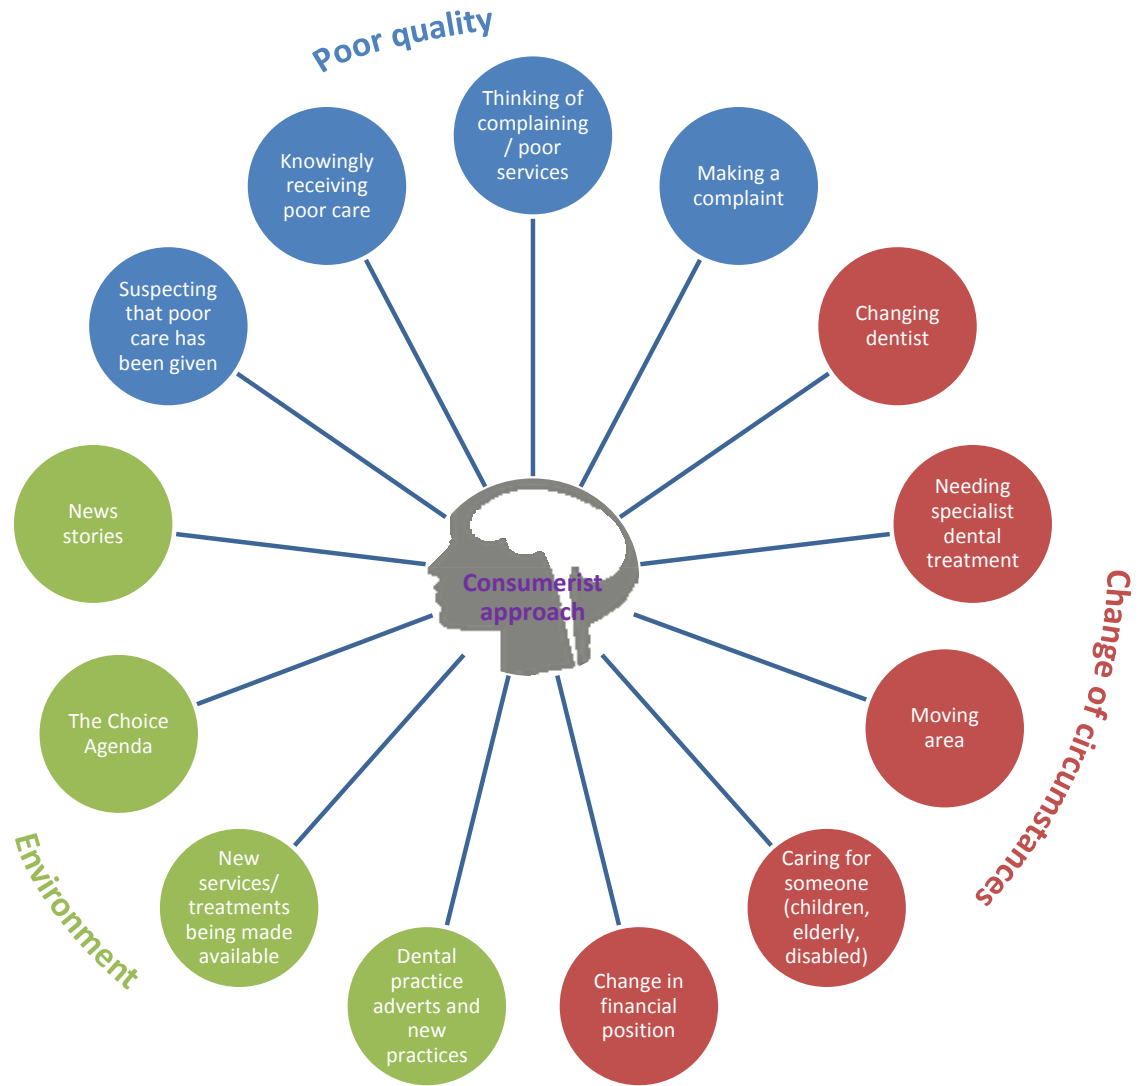 Poor quality
Thinking of
complaining
/ poor
services
Knowingly
receiving
poor care
Making a
complaint
Suspecting
that poor
care has
been given
Changing
dentist
News
stories
Needing
specialist
dental
treatment
Consumerist
approach
Change of circumstances
The Choice
Agenda
Moving
area
Environment
New
services/
treatments
being made
available
Caring for
someone
(children,
elderly,
disabled)
Dental
practice
adverts and
new
practices
Change in
financial
position